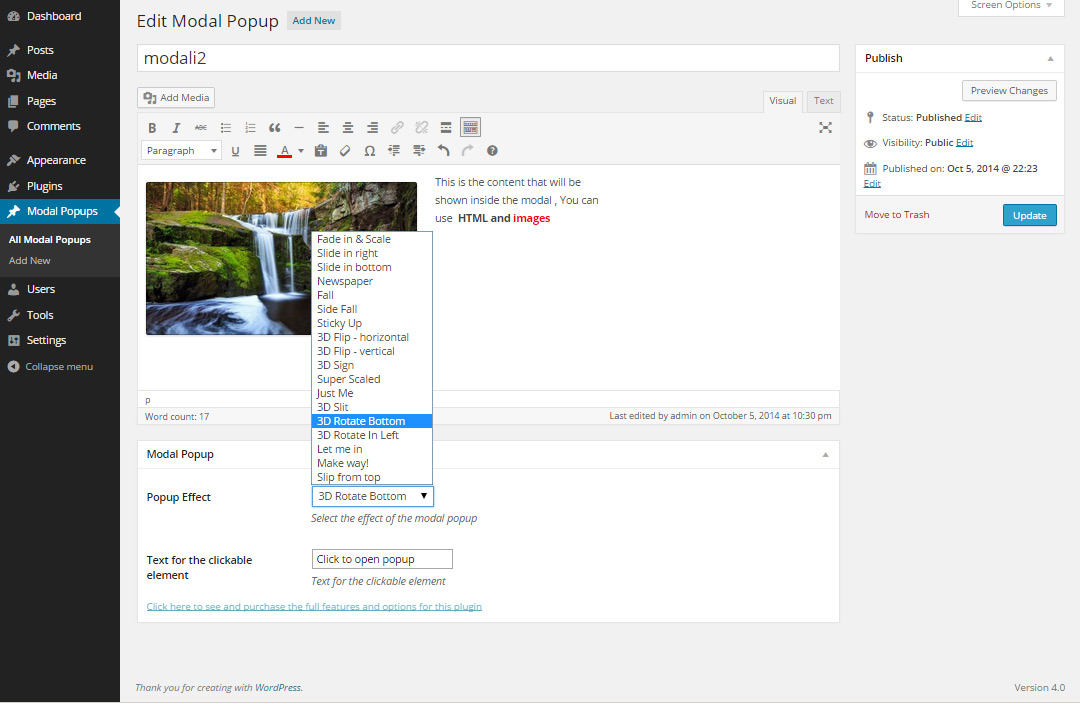 Dashboard
Posts
Media
Pages
Comments
Appearance
Plugins
Modal Popups
All Modal Popups
Add New
Users
Tools
Settings
Collapse menu
Screen Options
Edit Modal Popup Add New
modali2
Add Media
Visual Text
B I ABC
Paragraph U A Ω
This is the content that will be
shown inside the modal , You can
use HTML and images
Fade in & Scale
Slide in right
Slide in bottom
Newspaper
Fall
Side Fall
Sticky Up
3D Flip - horizontal
3D Flip - vertical
3D Sign
Super Scaled
Just Me
3D Slit
3D Rotate Bottom
3D Rotate In Left
Let me in
Make way!
Slip from top
p
Word count: 17
Last edited by admin on October 5, 2014 at 10:30 pm
Modal Popup
Popup Effect
3D Rotate Bottom
Select the effect of the modal popup
Text for the clickable
element
Click to open popup
Text for the clickable element
Click here to see and purchase the full features and options for this plugin
Publish
Preview Changes
Status: Published Edit
Visibility: Public Edit
Published on: Oct 5, 2014 @ 22:23
Edit
Move to Trash
Update
Thank you for creating with WordPress.
Version 4.0